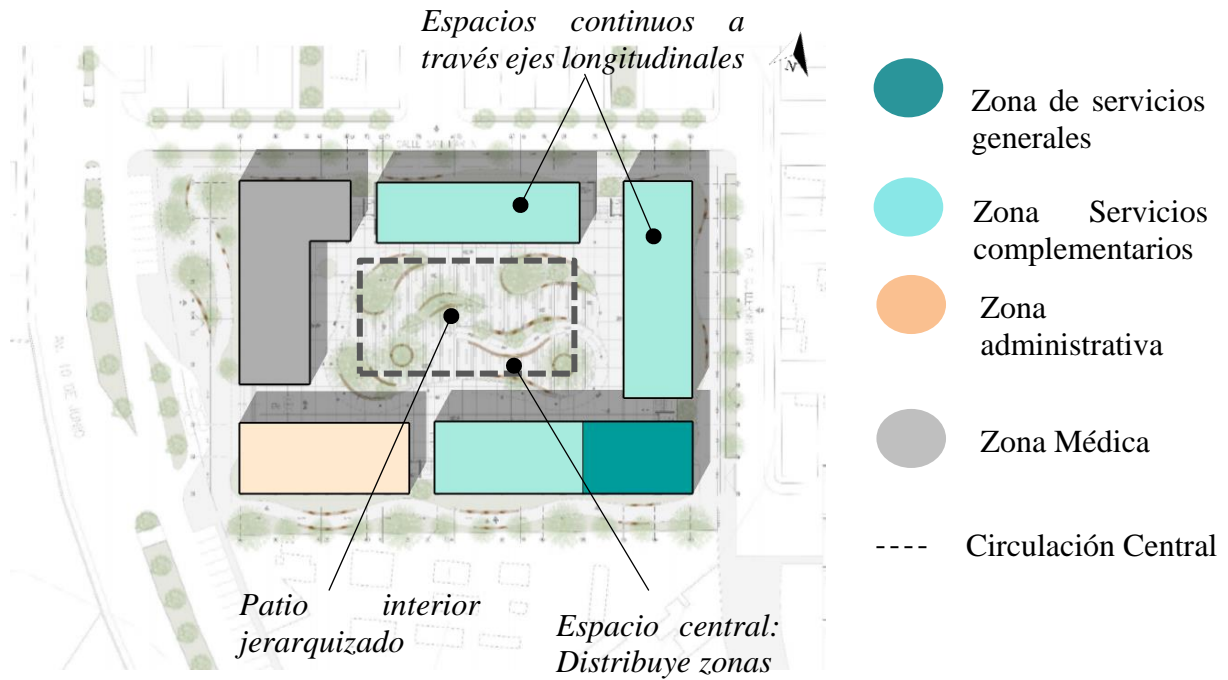 Espacios continuos a
través ejes longitudinales
N
Zona de servicios
generales
Zona Servicios
complementarios
Zona
administrativa
Zona Médica
Circulación Central
Patio interior
jerarquizado
Espacio central:
Distribuye zonas